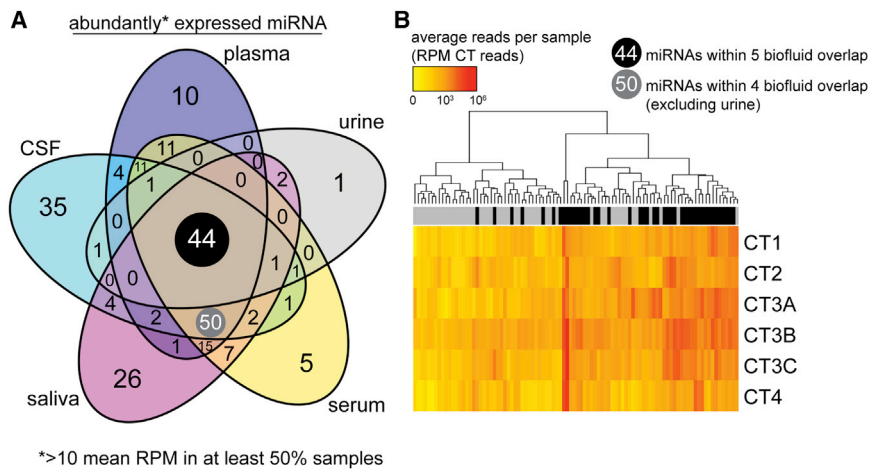 A
abundantly* expressed miRNA
plasma
urine
CSF
saliva
serum
10
1
35
26
5
44
50
11
0
0
4
11
1
0
2
0
0
1
0
0
0
1
1
4
2
2
1
1
15
7
*>10 mean RPM in at least 50% samples
B
average reads per sample
(RPM CT reads)
0 10³ 10⁶
44 miRNAs within 5 biofluid overlap
50 miRNAs within 4 biofluid overlap
(excluding urine)
CT1
CT2
CT3A
CT3B
CT3C
CT4